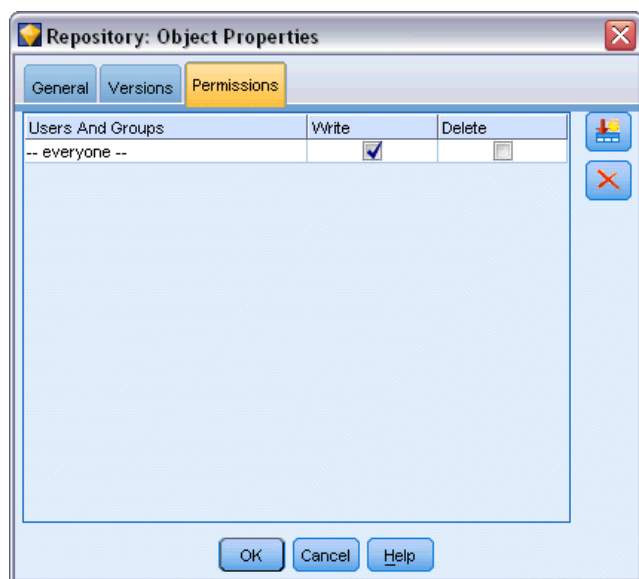 Repository: Object Properties
General Versions Permissions
Users And Groups Write Delete
-- everyone --
OK Cancel Help